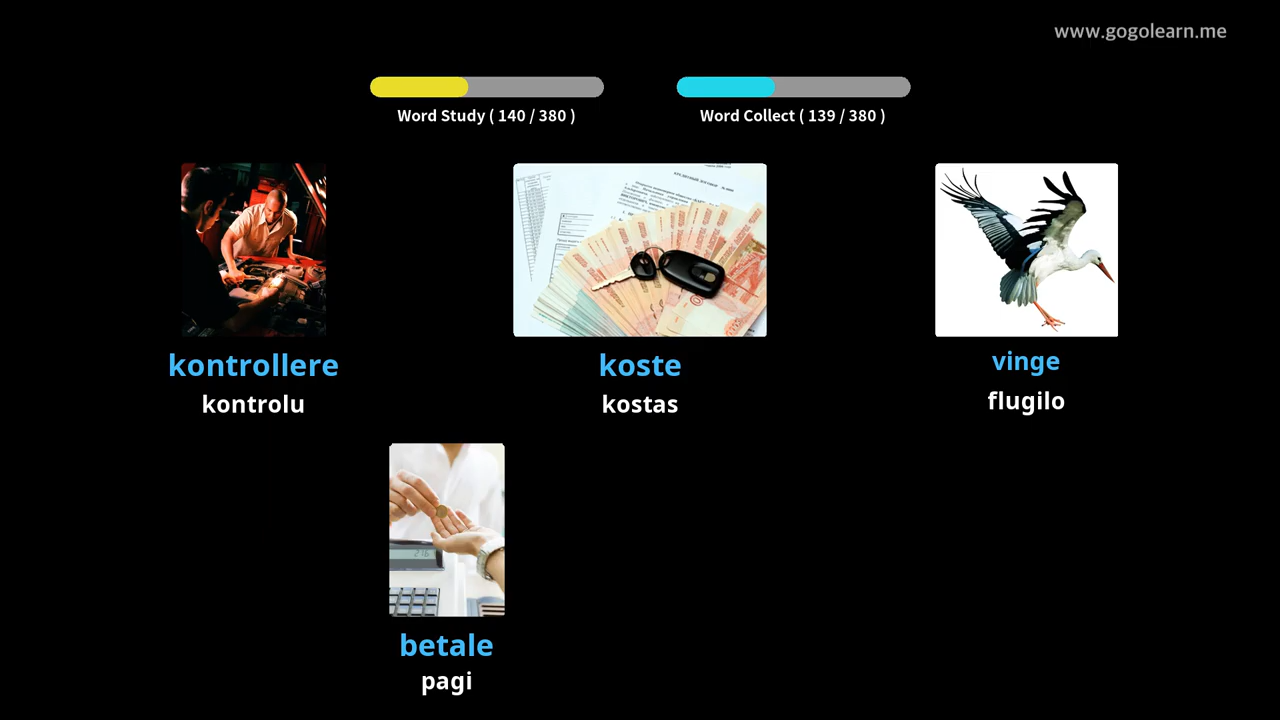 www.gogolearn.me
Word Study ( 140 / 380 )
Word Collect ( 139 / 380 )
kontrollere
kontrolu
koste
kostas
vinge
flugilo
betale
pagi